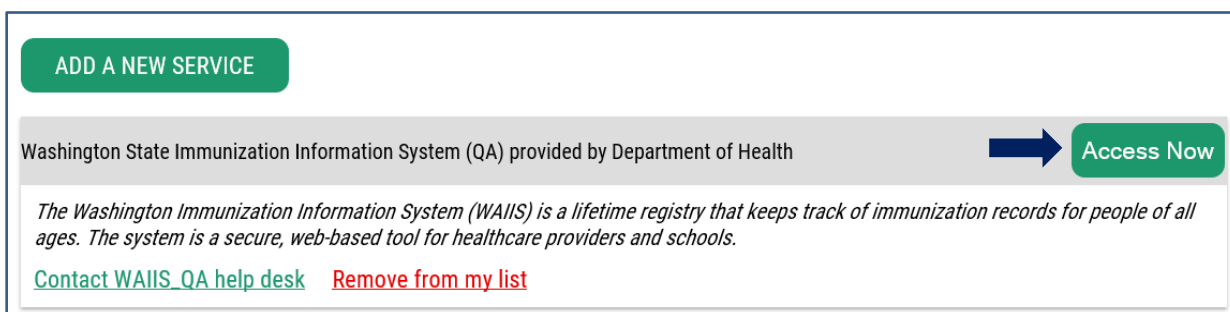 ADD A NEW SERVICE
Washington State Immunization Information System (QA) provided by Department of Health
Access Now
The Washington Immunization Information System (WAIIS) is a lifetime registry that keeps track of immunization records for people of all
ages. The system is a secure, web-based tool for healthcare providers and schools.
Contact WAIIS_QA help desk Remove from my list